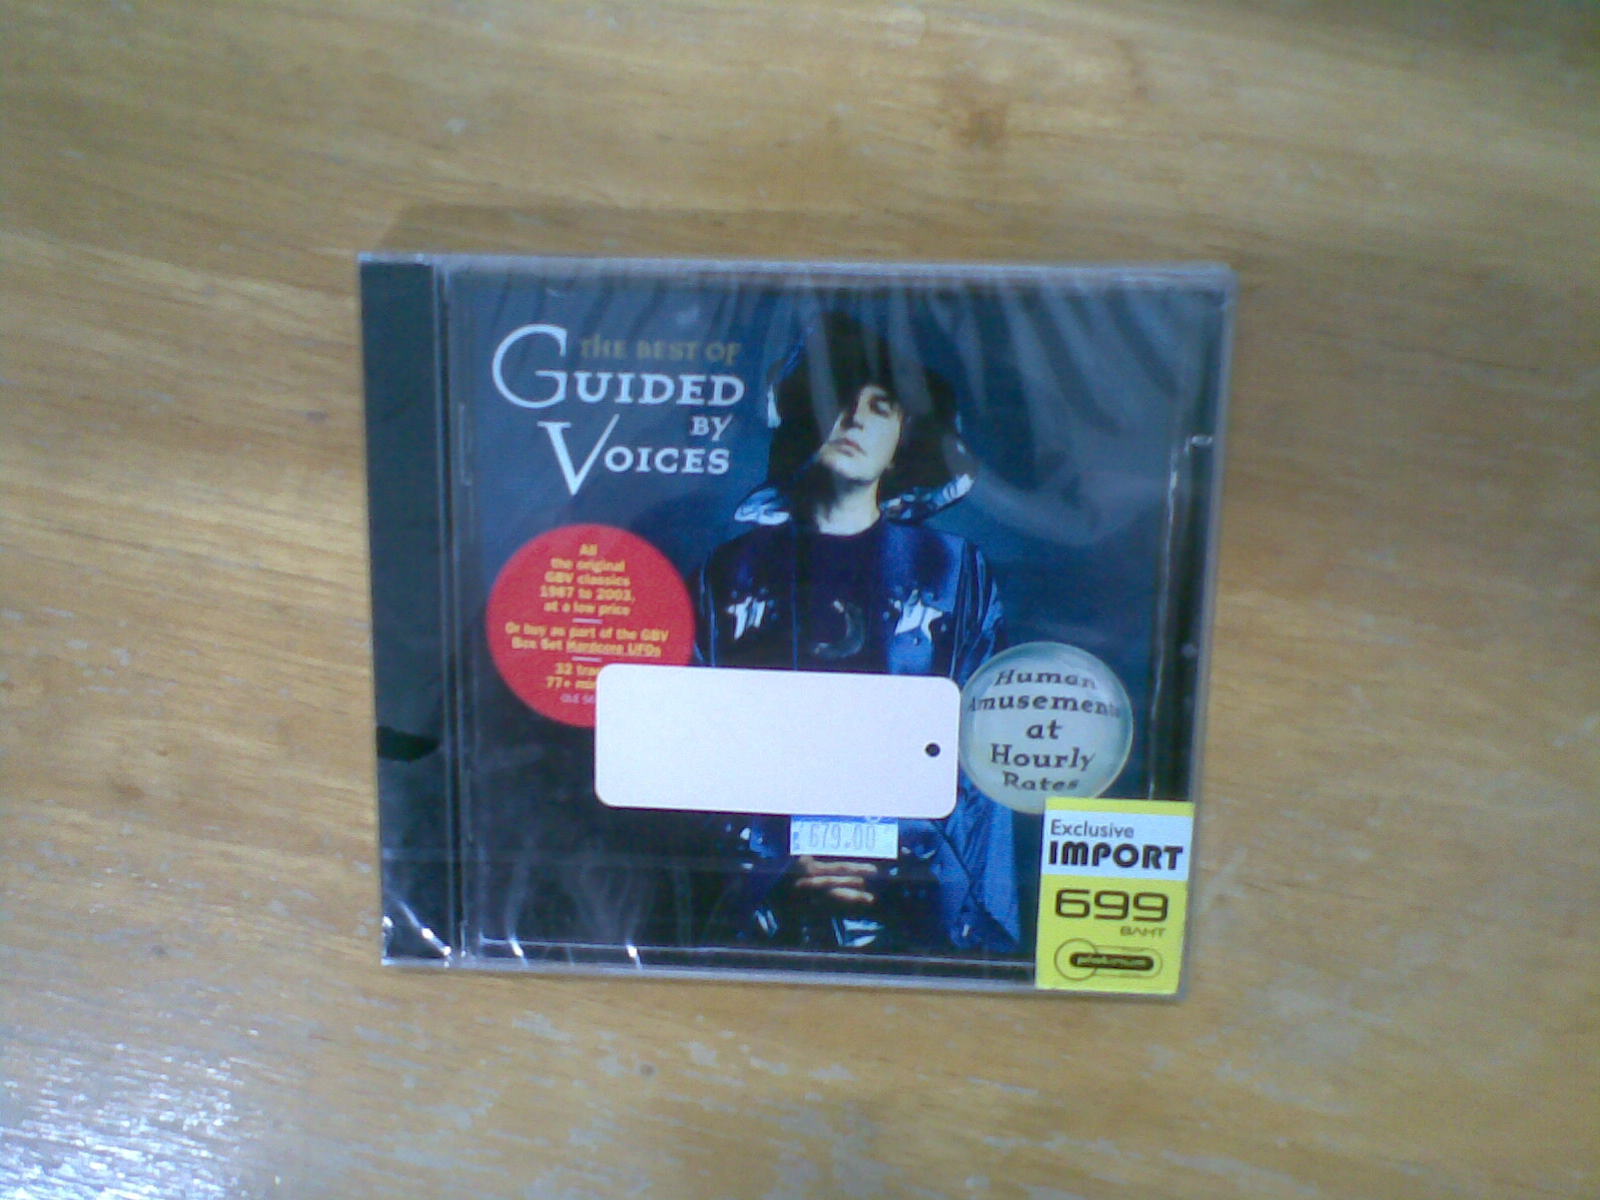 THE BEST OF
GUIDED
BY
VOICES
All
the original
GBV classics
1987 to 2003,
at a low price
Or buy as part of the GBV
Box Set Hardcore UFOs
32
77+
Human
Amusements
at
Hourly
Rates
679.00
Exclusive
IMPORT
699
BAHT